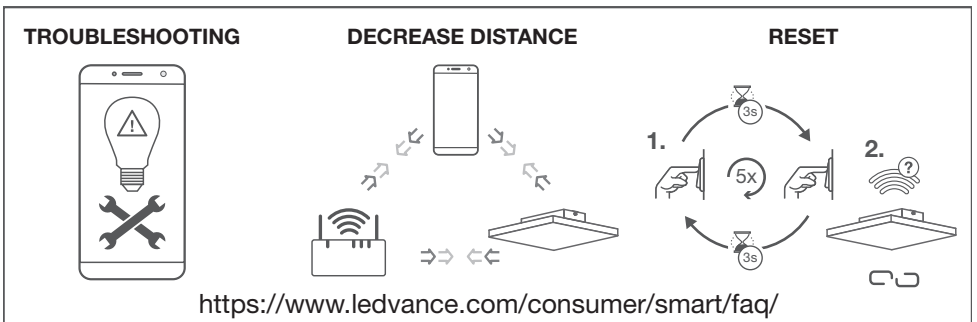 TROUBLESHOOTING
DECREASE DISTANCE
RESET
!
3s
1.
5x
2.
?
3s
https://www.ledvance.com/consumer/smart/faq/